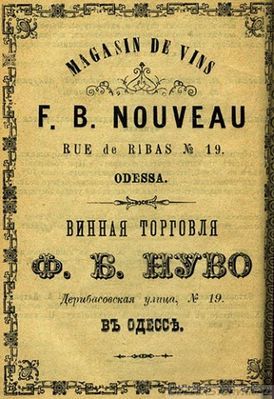 MAGASIN DE VINS
F. B. NOUVEAU
RUE de RIBAS № 19.
ODESSA.
ВИННАЯ ТОРГОВЛЯ
Ф. Б. НУВО
Дерибасовская улица, № 19.
ВЪ ОДЕССѢ.